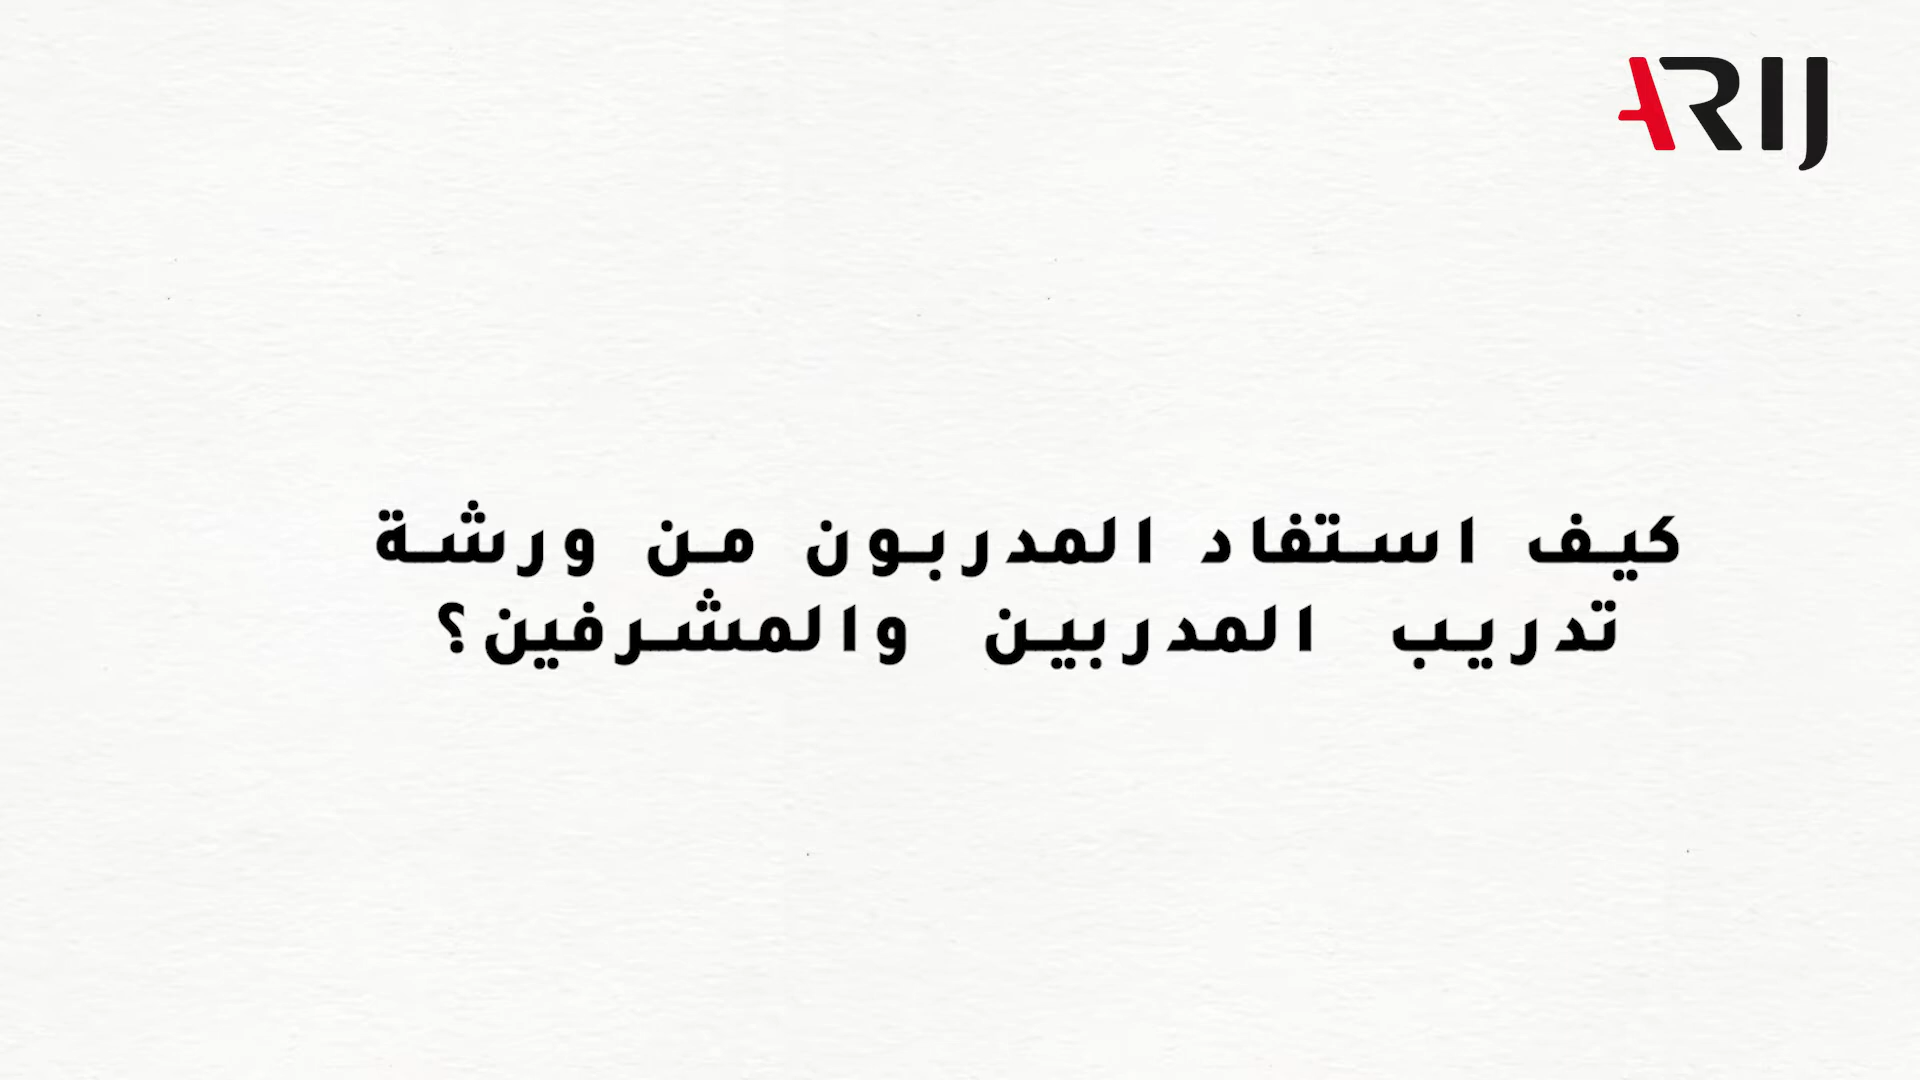 ARIJ
كيف استفاد المدربون من ورشة
تدريب المدربين والمشرفين؟